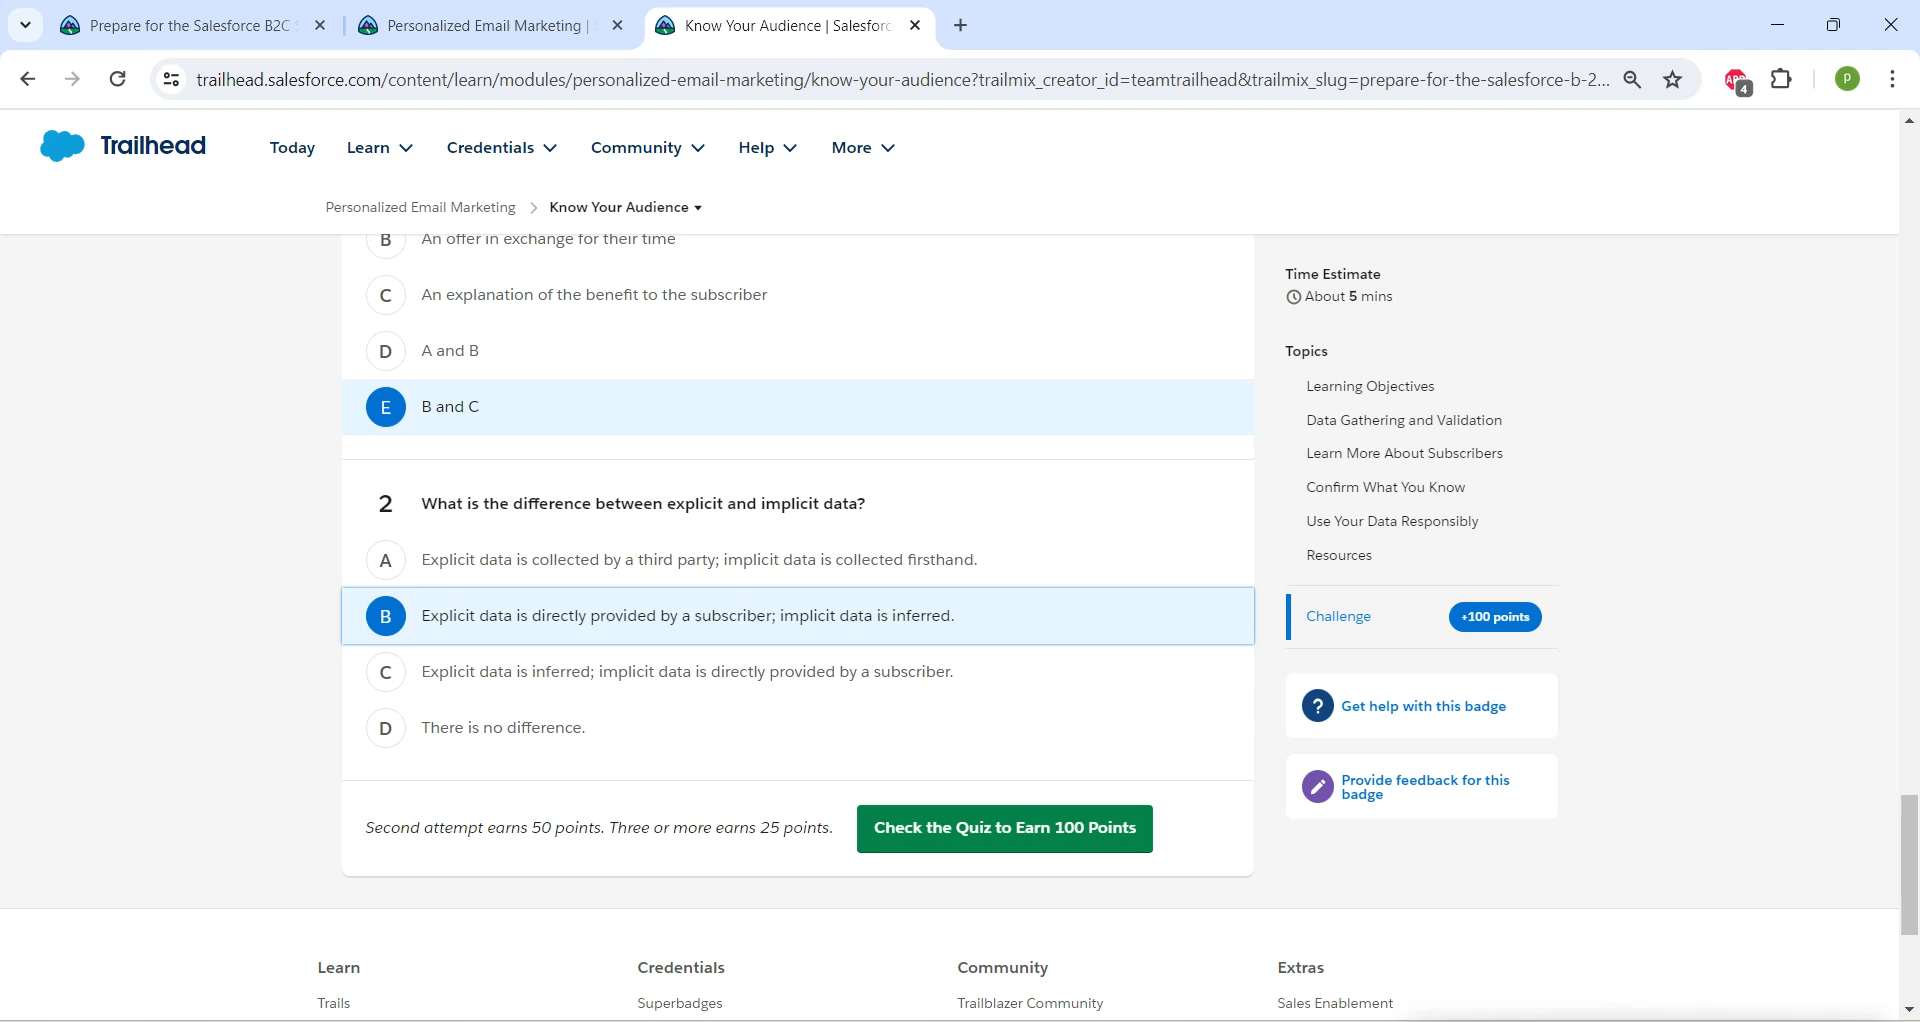 Prepare for the Salesforce B2C
Personalized Email Marketing |
Know Your Audience | Salesforc
trailhead.salesforce.com/content/learn/modules/personalized-email-marketing/know-your-audience?trailmix_creator_id=teamtrailhead&trailmix_slug=prepare-for-the-salesforce-b-2...
ABP
4
P
Trailhead
Today
Learn
Credentials
Community
Help
More
Personalized Email Marketing
Know Your Audience
B
An offer in exchange for their time
C
An explanation of the benefit to the subscriber
D
A and B
E
B and C
2
What is the difference between explicit and implicit data?
A
Explicit data is collected by a third party; implicit data is collected firsthand.
B
Explicit data is directly provided by a subscriber; implicit data is inferred.
C
Explicit data is inferred; implicit data is directly provided by a subscriber.
D
There is no difference.
Second attempt earns 50 points. Three or more earns 25 points.
Check the Quiz to Earn 100 Points
Time Estimate
About 5 mins
Topics
Learning Objectives
Data Gathering and Validation
Learn More About Subscribers
Confirm What You Know
Use Your Data Responsibly
Resources
Challenge
+100 points
?
Get help with this badge
Provide feedback for this
badge
Learn
Credentials
Community
Extras
Trails
Superbadges
Trailblazer Community
Sales Enablement